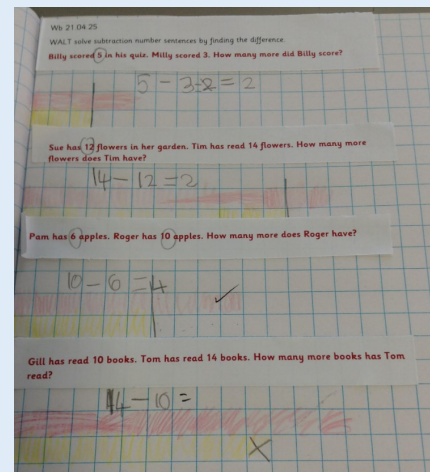 Wb 21.04.25
WALT solve subtraction number sentences by finding the difference.
Billy scored 5 in his quiz. Milly scored 3. How many more did Billy score?
5 - 3 = 2
Sue has 12 flowers in her garden. Tim has read 14 flowers. How many more
flowers does Tim have?
14 - 12 = 2
Pam has 6 apples. Roger has 10 apples. How many more does Roger have?
10 - 6 = 4
Gill has read 10 books. Tom has read 14 books. How many more books has Tom
read?
14 - 10 =